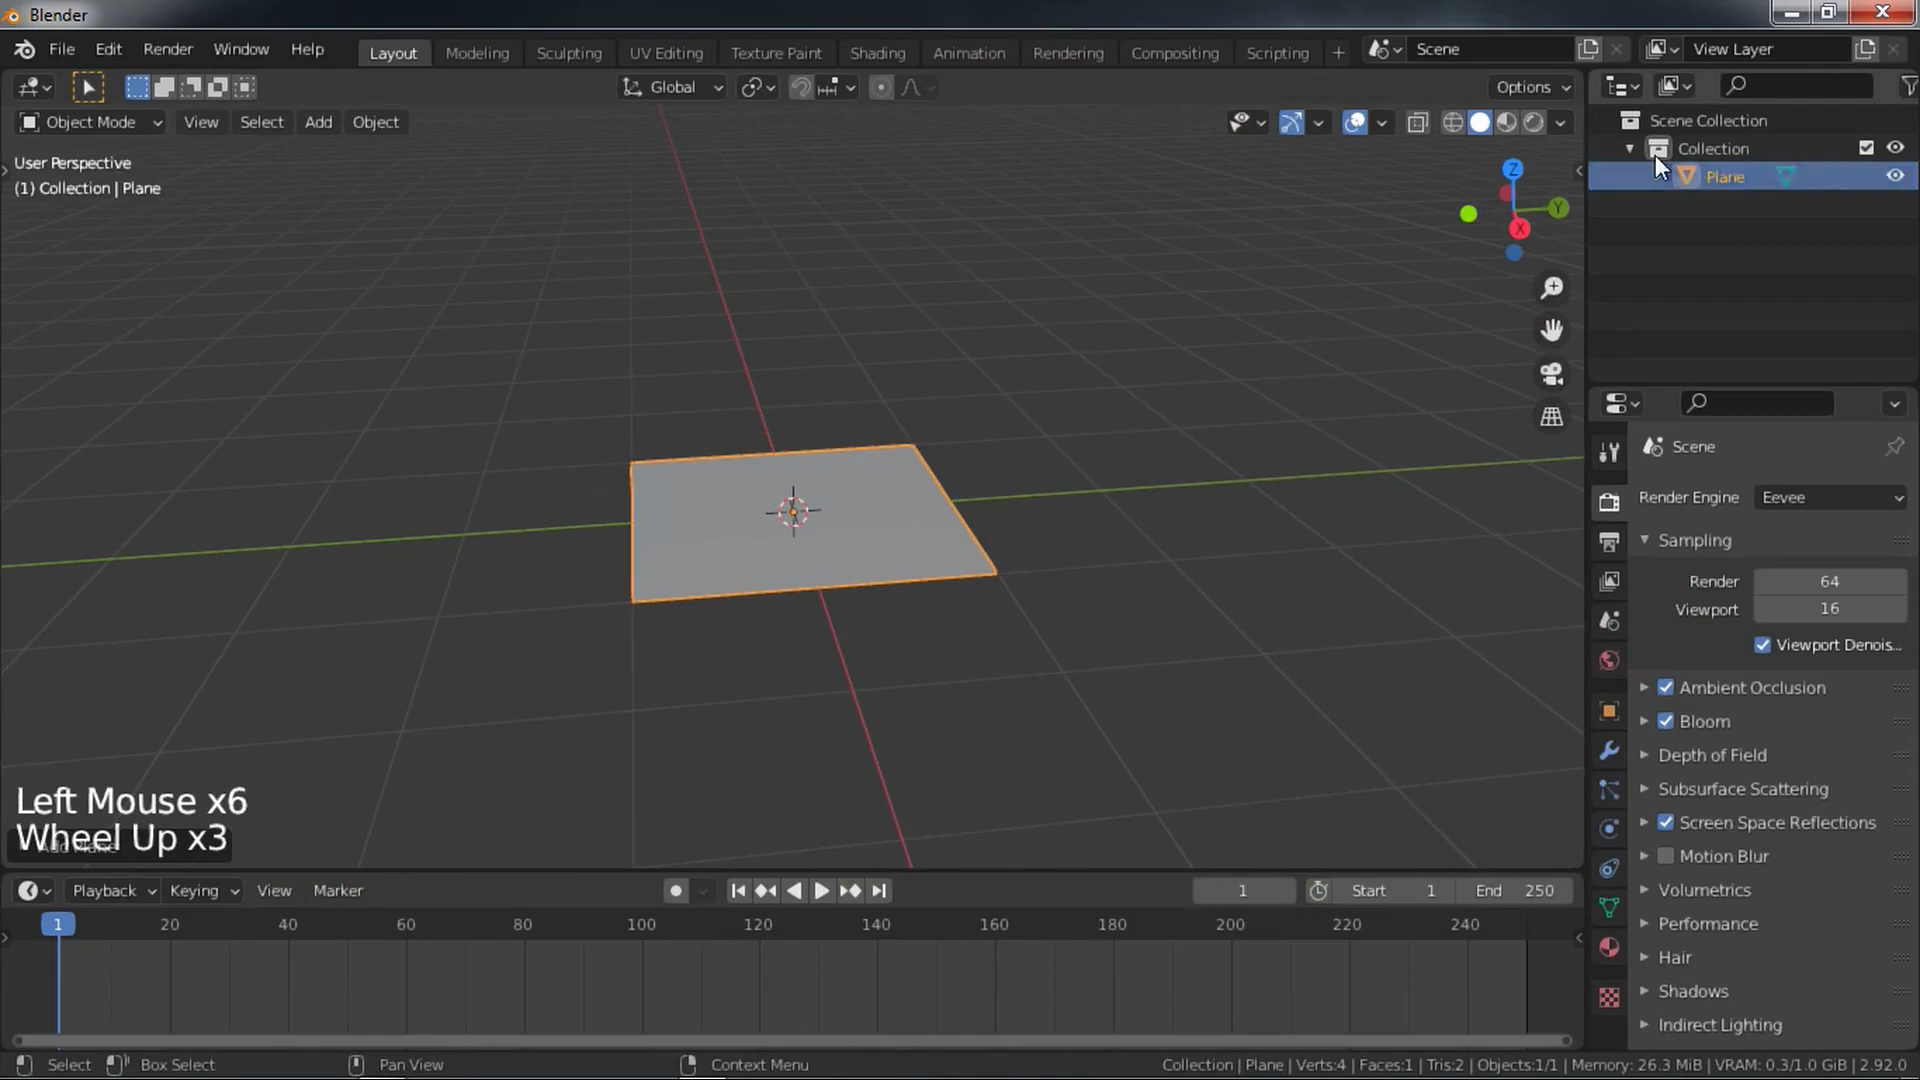 Blender
File Edit Render Window Help Layout Modeling Sculpting UV Editing Texture Paint Shading Animation Rendering Compositing Scripting + Scene View Layer
Global Options
Object Mode View Select Add Object
User Perspective
(1) Collection | Plane
Z
Y
X
Scene Collection
Collection
Plane
Scene
Render Engine Eevee
Sampling
Render 64
Viewport 16
Viewport Denois...
Ambient Occlusion
Bloom
Depth of Field
Subsurface Scattering
Screen Space Reflections
Motion Blur
Volumetrics
Performance
Hair
Shadows
Indirect Lighting
Left Mouse x6
Wheel Up x3
Add Plane
Playback Keying View Marker 1 Start 1 End 250
1 20 40 60 80 100 120 140 160 180 200 220 240
Select Box Select Pan View Context Menu Collection | Plane | Verts:4 | Faces:1 | Tris:2 | Objects:1/1 | Memory: 26.3 MiB | VRAM: 0.3/1.0 GiB | 2.92.0